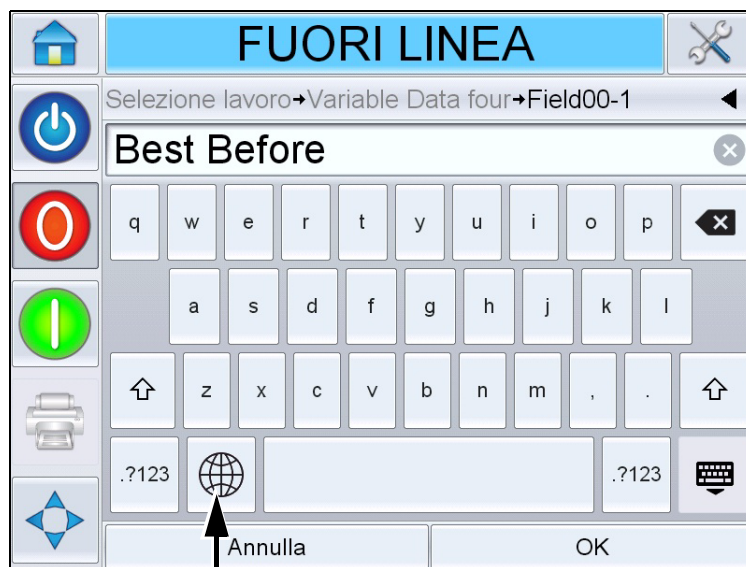 FUORI LINEA
Selezione lavoro→Variable Data four→Field00-1
Best Before
q w e r t y u i o p
a s d f g h j k l
z x c v b n m , .
.?123 .?123
Annulla OK